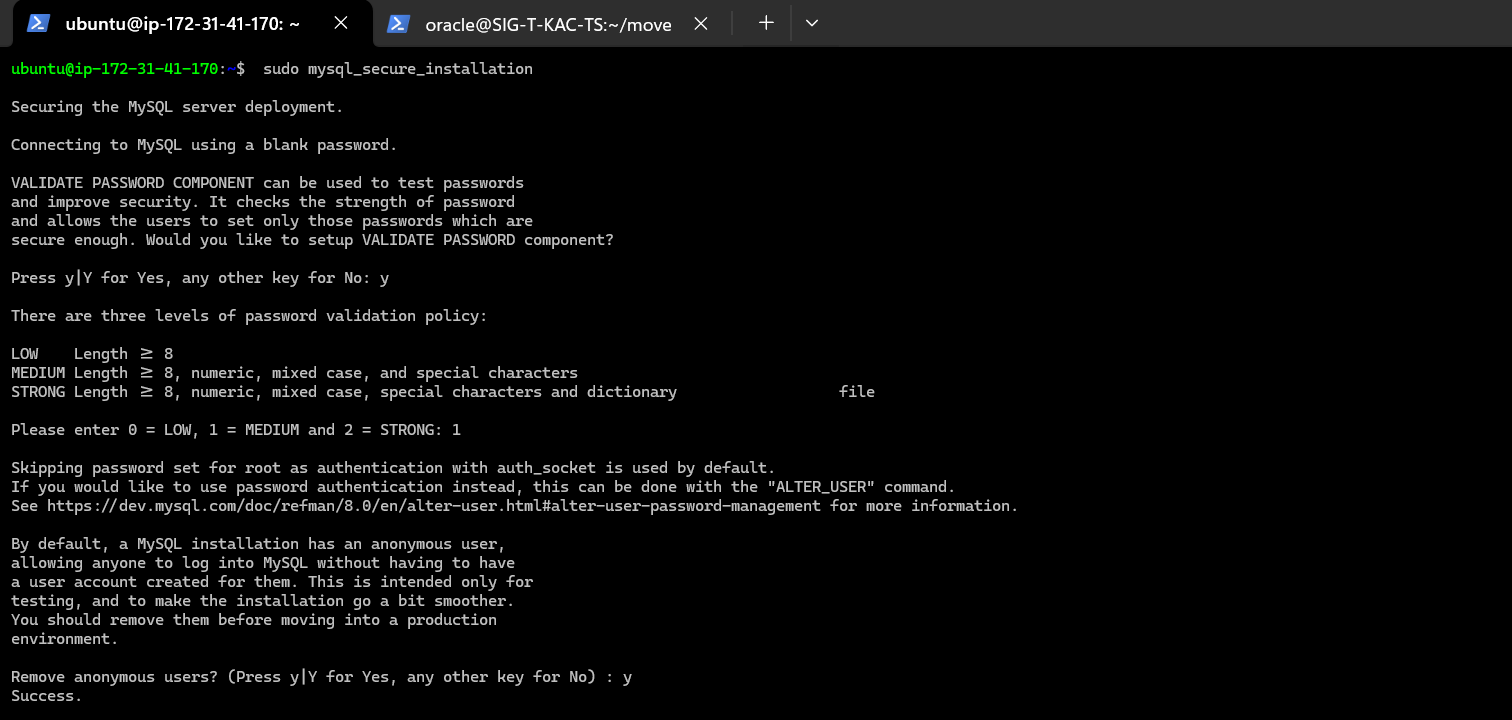 ubuntu@ip-172-31-41-170: ~
oracle@SIG-T-KAC-TS:~/move
ubuntu@ip-172-31-41-170:~$  sudo mysql_secure_installation
Securing the MySQL server deployment.
Connecting to MySQL using a blank password.
VALIDATE PASSWORD COMPONENT can be used to test passwords
and improve security. It checks the strength of password
and allows the users to set only those passwords which are
secure enough. Would you like to setup VALIDATE PASSWORD component?
Press y|Y for Yes, any other key for No: y
There are three levels of password validation policy:
LOW    Length ≥ 8
MEDIUM Length ≥ 8, numeric, mixed case, and special characters
STRONG Length ≥ 8, numeric, mixed case, special characters and dictionary                  file
Please enter 0 = LOW, 1 = MEDIUM and 2 = STRONG: 1
Skipping password set for root as authentication with auth_socket is used by default.
If you would like to use password authentication instead, this can be done with the "ALTER_USER" command.
See https://dev.mysql.com/doc/refman/8.0/en/alter-user.html#alter-user-password-management for more information.
By default, a MySQL installation has an anonymous user,
allowing anyone to log into MySQL without having to have
a user account created for them. This is intended only for
testing, and to make the installation go a bit smoother.
You should remove them before moving into a production
environment.
Remove anonymous users? (Press y|Y for Yes, any other key for No) : y
Success.